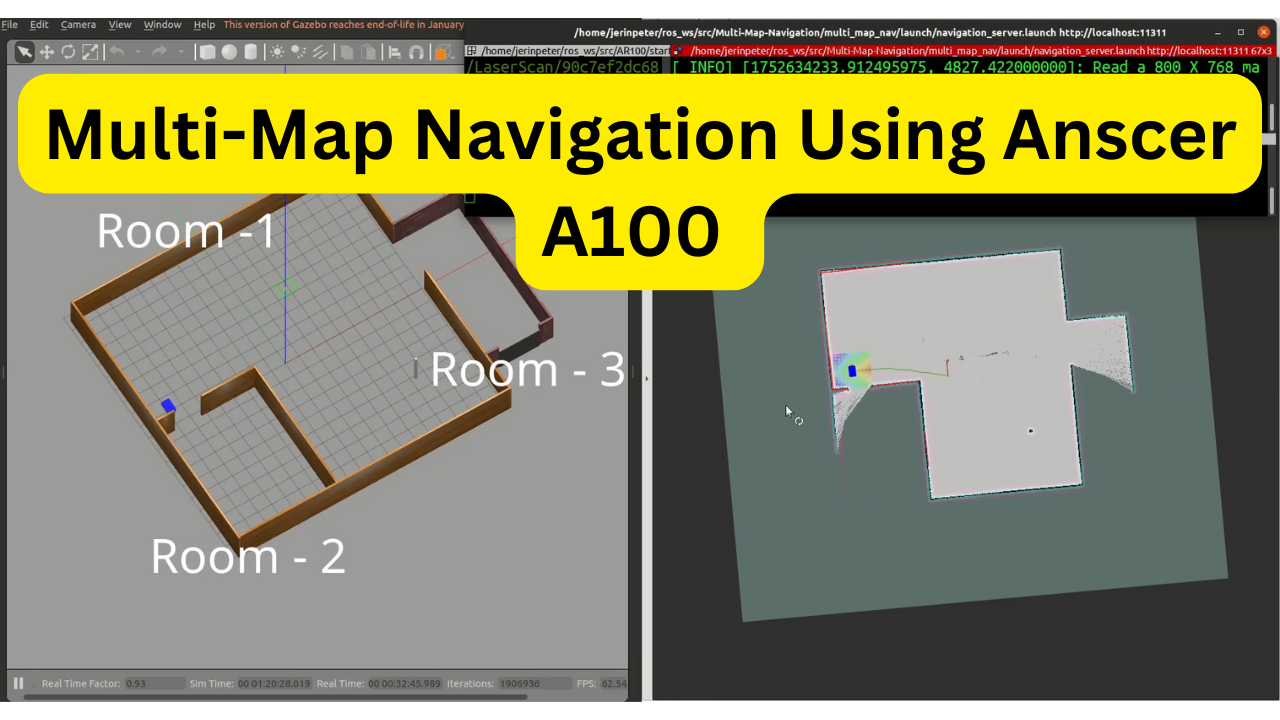 File Edit Camera View Window Help This version of Gazebo reaches end-of-life in January
/home/jerinpeter/ros_ws/src/Multi-Map-Navigation/multi_map_nav/launch/navigation_server.launch http://localhost:11311
/home/jerinpeter/ros_ws/src/AR100/start
/home/jerinpeter/ros_ws/src/Multi-Map-Navigation/multi_map_nav/launch/navigation_server.launch http://localhost:11311 67x3
/LaserScan/90c7ef2dc68
[ INFO] [1752634233.912495975, 4827.422000000]: Read a 800 X 768 ma
Multi-Map Navigation Using Anscer
A100
Room -1
Room - 3
Room - 2
Real Time Factor: 0.93 Sim Time: 00 01:20:28.019 Real Time: 00 00:32:45.989 Iterations: 1906936 FPS: 62.54